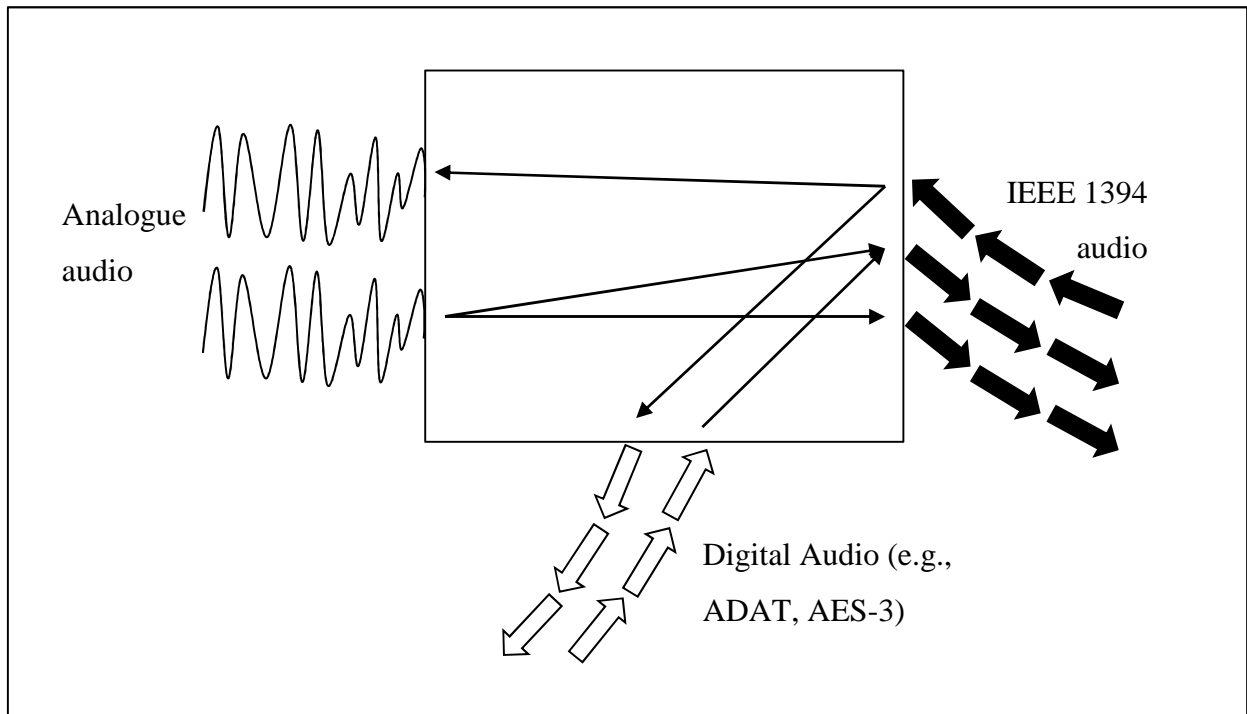 Analogue
audio
IEEE 1394
audio
Digital Audio (e.g.,
ADAT, AES-3)